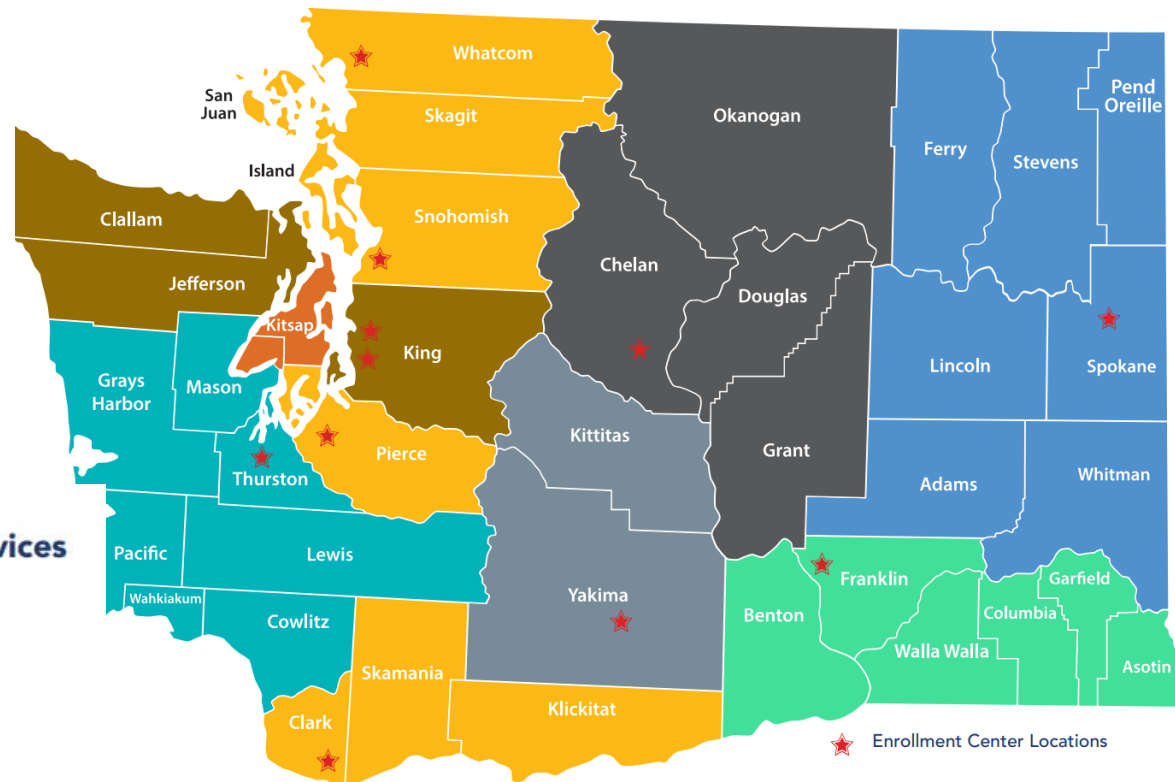 Whatcom
San
Juan
Skagit
Okanogan
Pend
Oreille
Ferry
Stevens
Island
Clallam
Snohomish
Jefferson
Chelan
Douglas
Kitsap
King
Lincoln
Spokane
Grays
Harbor
Mason
Kittitas
Pierce
Grant
Thurston
Adams
Whitman
vices
Pacific
Lewis
Yakima
Franklin
Garfield
Wahkiakum
Cowlitz
Benton
Columbia
Walla Walla
Asotin
Skamania
Klickitat
Clark
Enrollment Center Locations